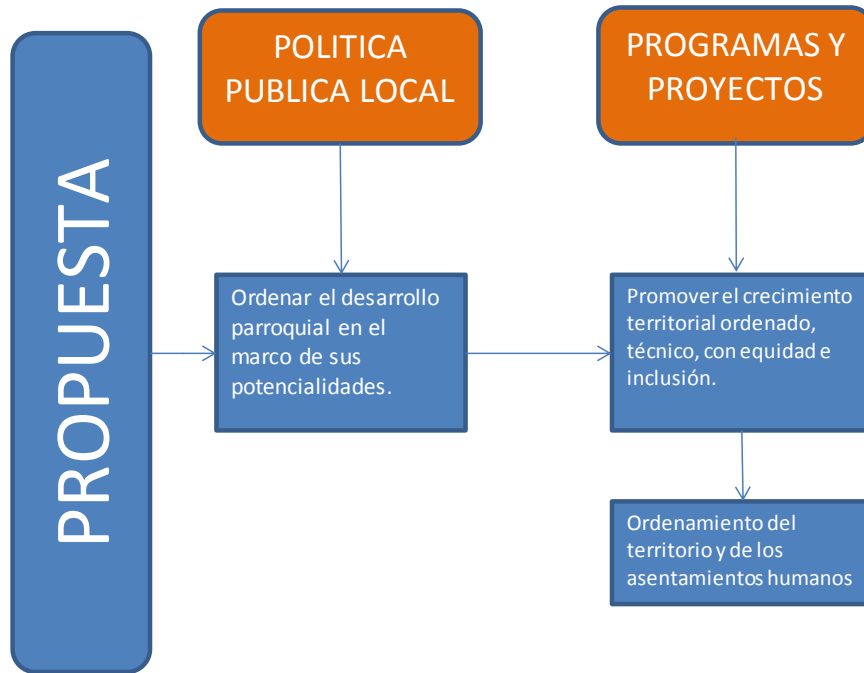 PROPUESTA
POLITICA
PUBLICA LOCAL
PROGRAMAS Y
PROYECTOS
Ordenar el desarrollo
parroquial en el
marco de sus
potencialidades.
Promover el crecimiento
territorial ordenado,
técnico, con equidad e
inclusión.
Ordenamiento del
territorio y de los
asentamientos humanos